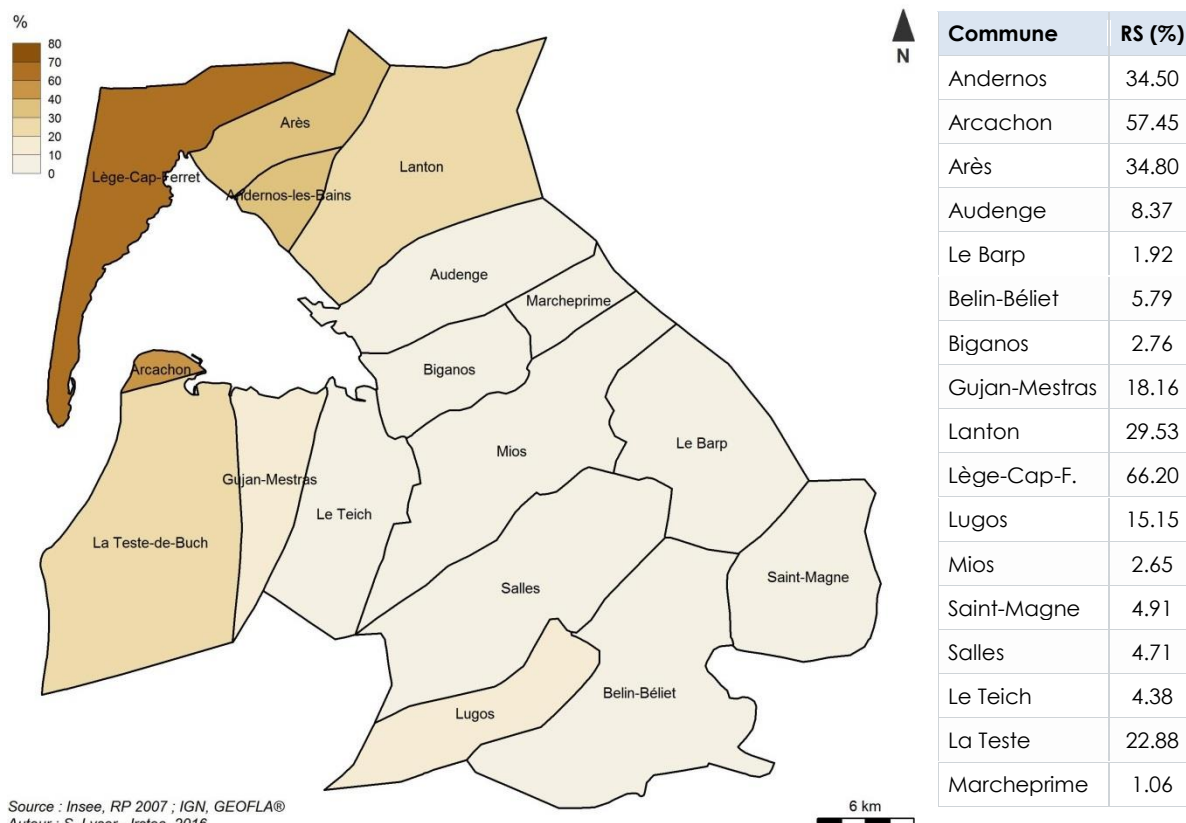 %
80
70
60
40
30
20
10
0
N
Arès
Lège-Cap-Ferret
Lanton
Andernos-les-Bains
Audenge
Marcheprime
Arcachon
Biganos
Le Barp
Mios
Gujan-Mestras
Le Teich
La Teste-de-Buch
Saint-Magne
Salles
Belin-Béliet
Lugos
Source : Insee, RP 2007 ; IGN, GEOFLA®
6 km
Commune RS (%)
Andernos 34.50
Arcachon 57.45
Arès 34.80
Audenge 8.37
Le Barp 1.92
Belin-Béliet 5.79
Biganos 2.76
Gujan-Mestras 18.16
Lanton 29.53
Lège-Cap-F. 66.20
Lugos 15.15
Mios 2.65
Saint-Magne 4.91
Salles 4.71
Le Teich 4.38
La Teste 22.88
Marcheprime 1.06